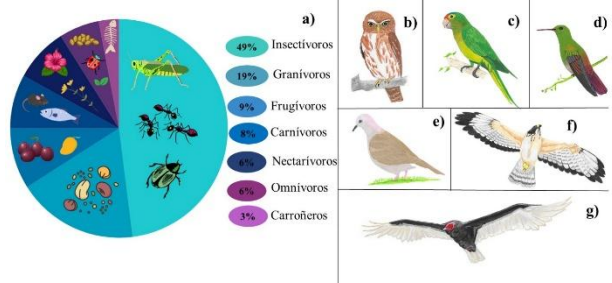 a)
49% Insectívoros
19% Granívoros
9% Frugívoros
8% Carnívoros
6% Nectarívoros
6% Omnívoros
3% Carroñeros
b)
c)
d)
e)
f)
g)